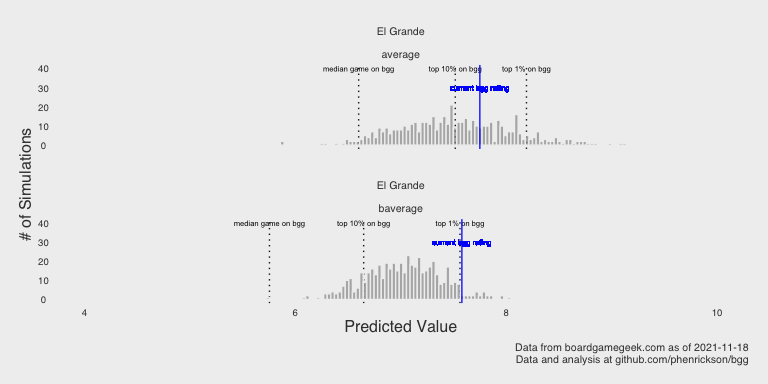 El Grande
average
median game on bgg top 10% on bgg top 1% on bgg
current bgg rating
40
30
20
10
0
# of Simulations
El Grande
baverage
median game on bgg top 10% on bgg top 1% on bgg
current bgg rating
40
30
20
10
0
4 6 8 10
Predicted Value
Data from boardgamegeek.com as of 2021-11-18
Data and analysis at github.com/phenrickson/bgg